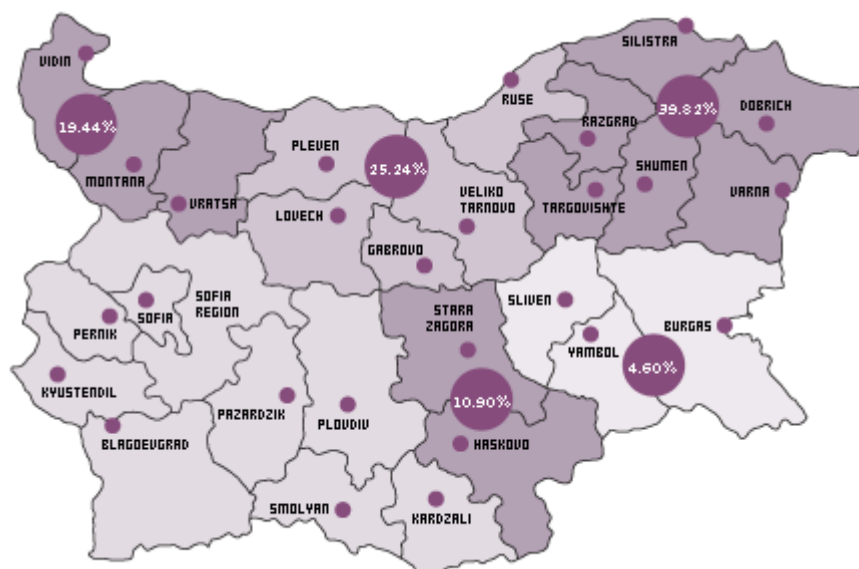 SILISTRA
VIDIN
RUSE
39.82%
DOBRICH
19.44%
RAZGRAD
PLEVEN
25.24%
SHUMEN
MONTANA
VELIKO
TARNOVO
TARGOVISHTE
VARNA
VRATSA
LOVECH
GABROVO
SOFIA
REGION
SLIVEN
STARA
ZAGORA
SOFIA
BURGAS
PERNIK
YAMBOL
4.60%
KYUSTENDIL
10.90%
PAZARDZIK
PLOVDIV
BLAGOEVGRAD
HASKOVO
SMOLYAN
KARDZALI